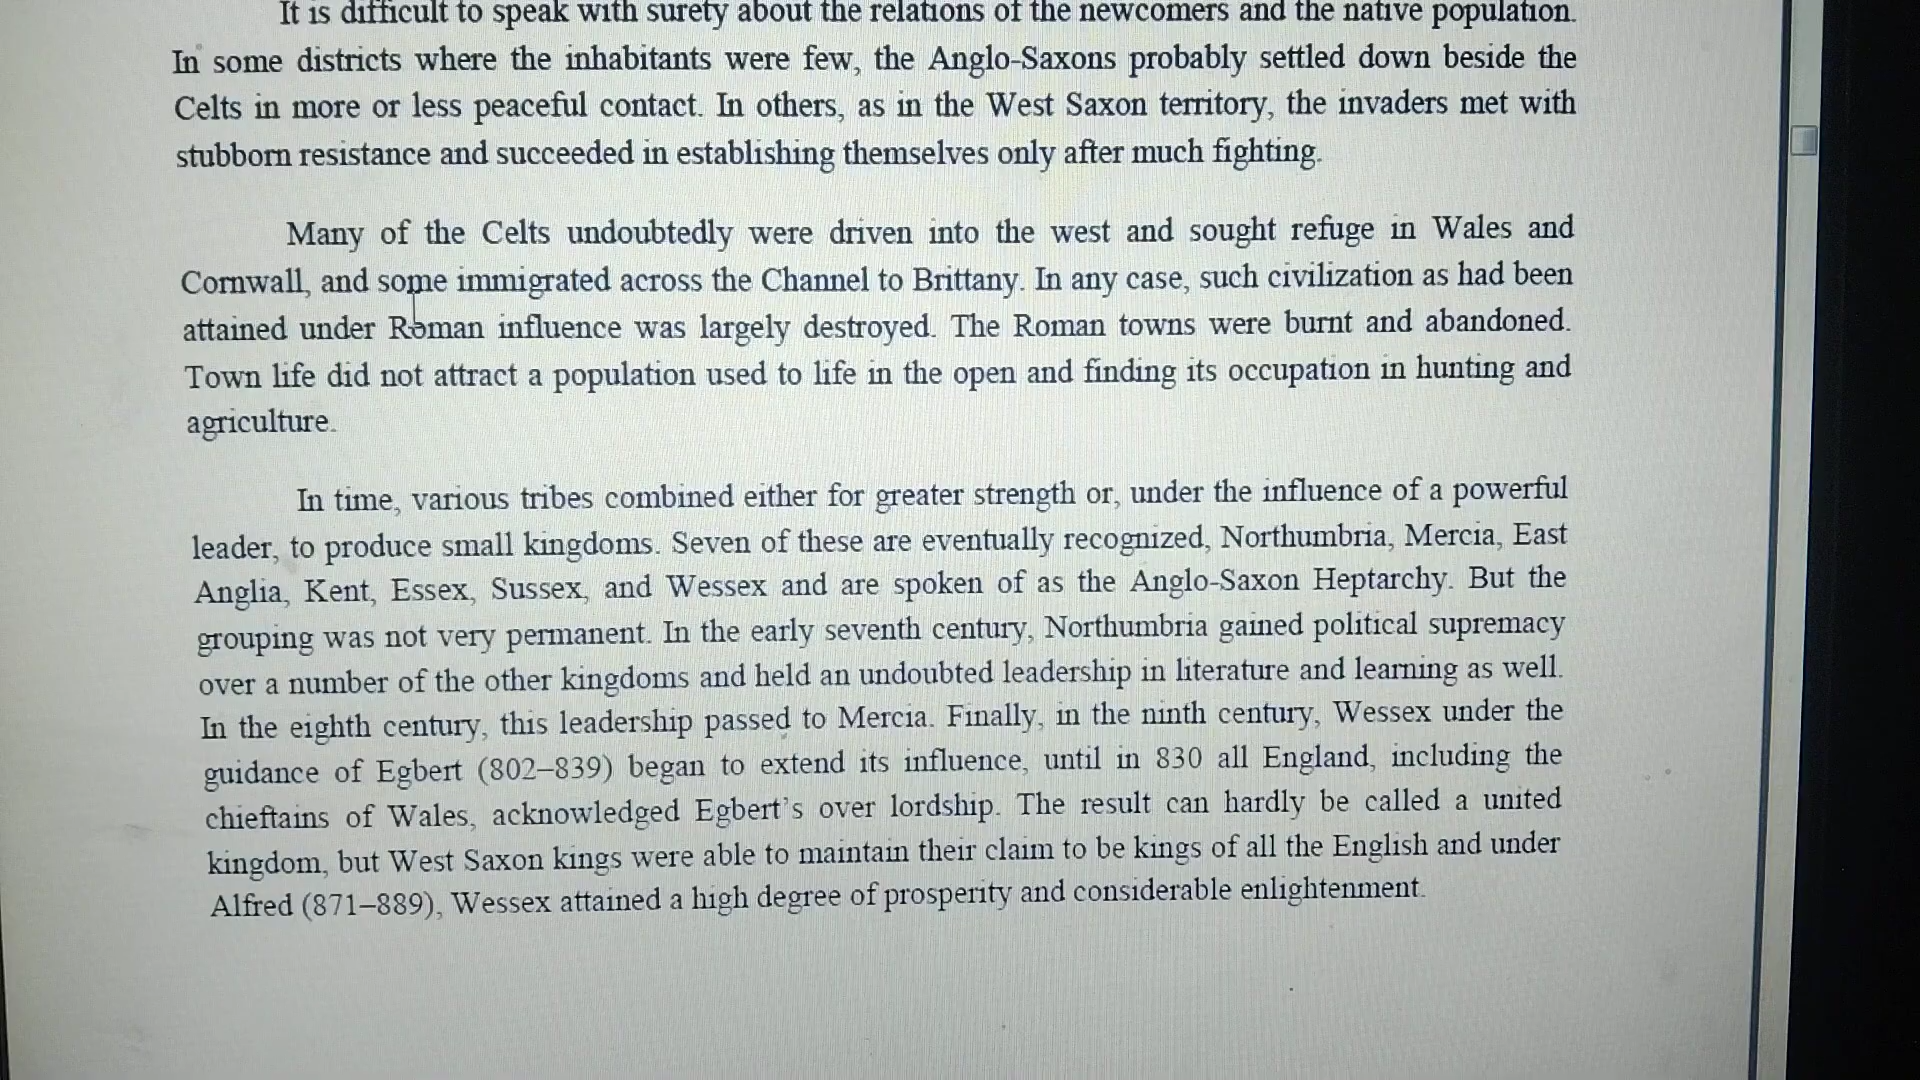 It is difficult to speak with surety about the relations of the newcomers and the native population.
In some districts where the inhabitants were few, the Anglo-Saxons probably settled down beside the
Celts in more or less peaceful contact. In others, as in the West Saxon territory, the invaders met with
stubborn resistance and succeeded in establishing themselves only after much fighting.
Many of the Celts undoubtedly were driven into the west and sought refuge in Wales and
Cornwall, and some immigrated across the Channel to Brittany. In any case, such civilization as had been
attained under Roman influence was largely destroyed. The Roman towns were burnt and abandoned.
Town life did not attract a population used to life in the open and finding its occupation in hunting and
agriculture.
In time, various tribes combined either for greater strength or, under the influence of a powerful
leader, to produce small kingdoms. Seven of these are eventually recognized, Northumbria, Mercia, East
Anglia, Kent, Essex, Sussex, and Wessex and are spoken of as the Anglo-Saxon Heptarchy. But the
grouping was not very permanent. In the early seventh century, Northumbria gained political supremacy
over a number of the other kingdoms and held an undoubted leadership in literature and learning as well.
In the eighth century, this leadership passed to Mercia. Finally, in the ninth century, Wessex under the
guidance of Egbert (802–839) began to extend its influence, until in 830 all England, including the
chieftains of Wales, acknowledged Egbert's over lordship. The result can hardly be called a united
kingdom, but West Saxon kings were able to maintain their claim to be kings of all the English and under
Alfred (871–889), Wessex attained a high degree of prosperity and considerable enlightenment.